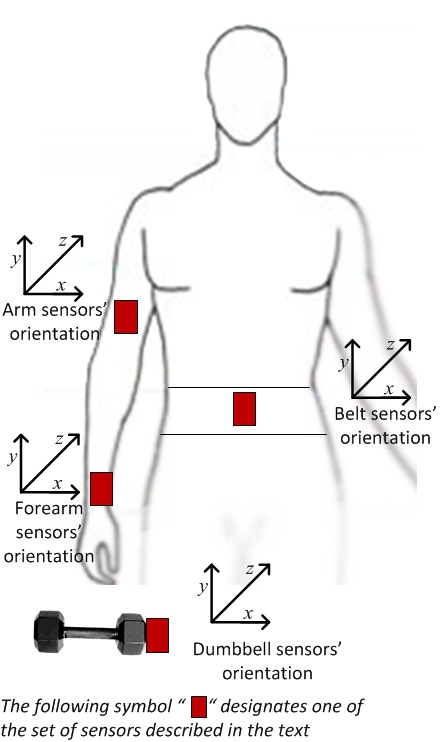 z
y
x
Arm sensors'
orientation
z
y
x
Belt sensors'
orientation
z
y
x
Forearm
sensors'
orientation
z
y
x
Dumbbell sensors'
orientation
The following symbol “ “ designates one of
the set of sensors described in the text